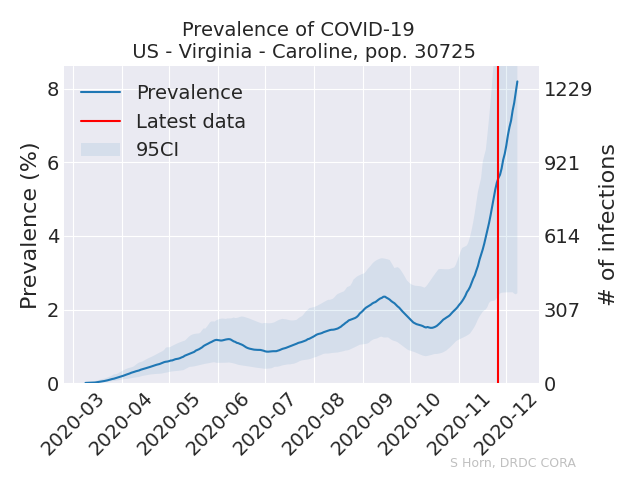 Prevalence of COVID-19
US - Virginia - Caroline, pop. 30725
Prevalence
Latest data
95CI
Prevalence (%)
8
6
4
2
0
# of infections
1229
921
614
307
0
2020-03
2020-04
2020-05
2020-06
2020-07
2020-08
2020-09
2020-10
2020-11
2020-12
S Horn, DRDC CORA